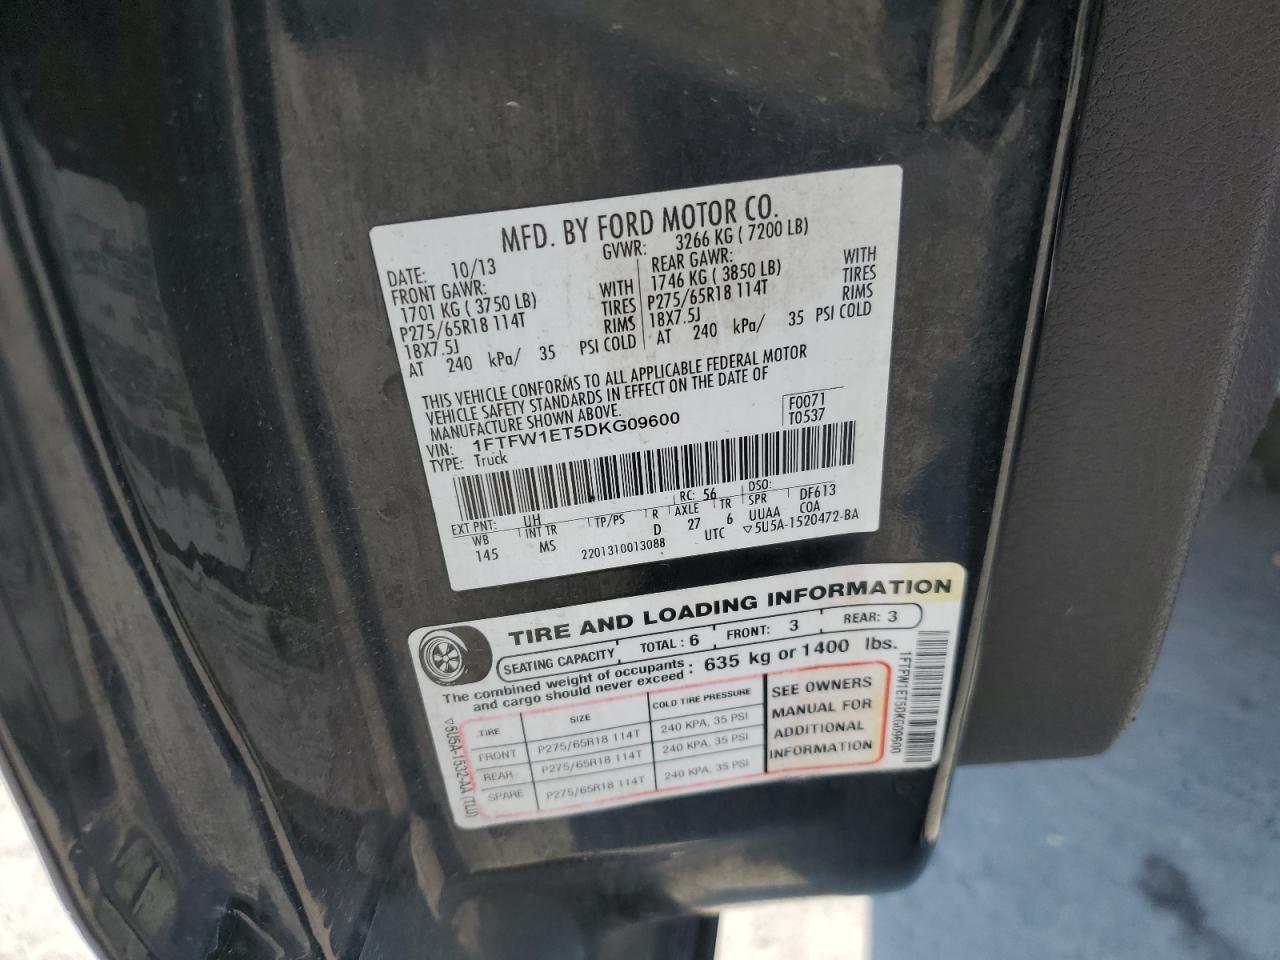 MFD. BY FORD MOTOR CO.
DATE: 10/13 GVWR: 3266 KG ( 7200 LB)
FRONT GAWR: REAR GAWR:
1701 KG ( 3750 LB) WITH 1746 KG ( 3850 LB) WITH
P275/65R18 114T TIRES P275/65R18 114T TIRES
18X7.5J RIMS 18X7.5J RIMS
AT 240 kPa/ 35 PSI COLD AT 240 kPa/ 35 PSI COLD
THIS VEHICLE CONFORMS TO ALL APPLICABLE FEDERAL MOTOR
VEHICLE SAFETY STANDARDS IN EFFECT ON THE DATE OF
MANUFACTURE SHOWN ABOVE.
VIN: 1FTFW1ET5DKG09600 F0071
TYPE: Truck T0537
EXT PNT: UH RC: 56 DSO:
WB INT TR TP/PS R AXLE TR SPR DF613
145 MS D 27 6 UUAA COA
2201310013088 UTC ▽5U5A-1520472-BA
TIRE AND LOADING INFORMATION
SEATING CAPACITY TOTAL : 6 FRONT: 3 REAR: 3
The combined weight of occupants
and cargo should never exceed : 635 kg or 1400 lbs.
TIRE SIZE COLD TIRE PRESSURE
FRONT P275/65R18 114T 240 KPA, 35 PSI
REAR P275/65R18 114T 240 KPA, 35 PSI
SPARE P275/65R18 114T 240 KPA, 35 PSI
SEE OWNERS
MANUAL FOR
ADDITIONAL
INFORMATION
▽5U5A-1532-AA (TLU)
1FTFW1ET5DKG09600